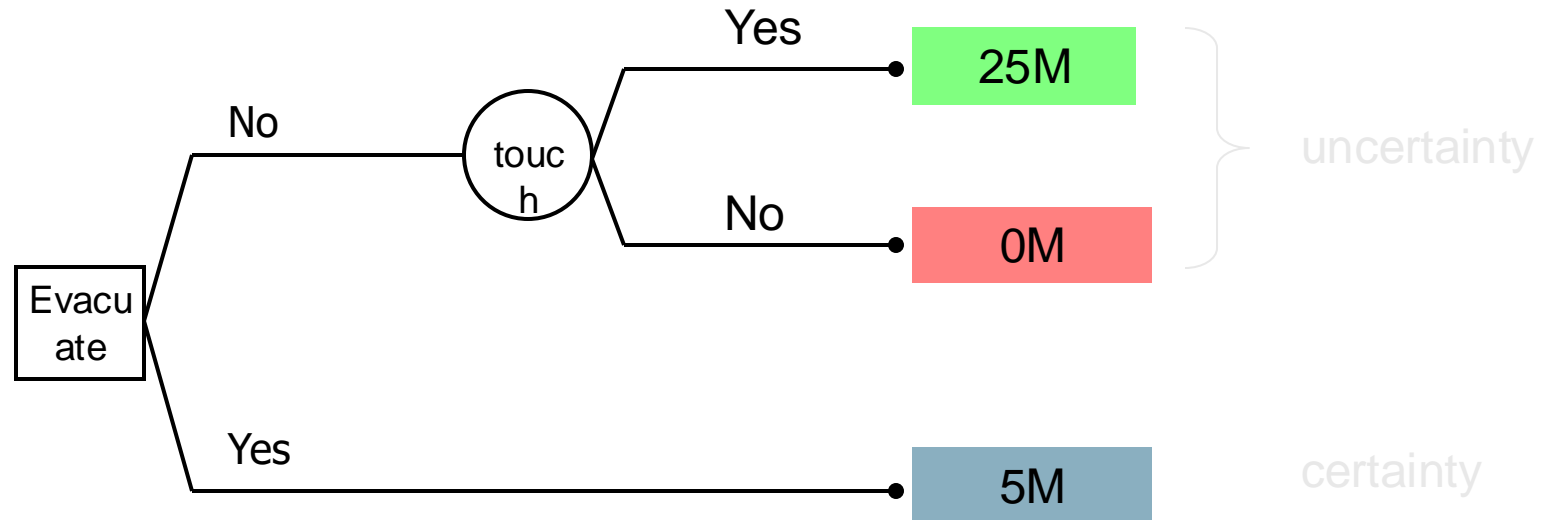 Yes
25M
No
touc
h
uncertainty
No
0M
Evacu
ate
Yes
5M
certainty